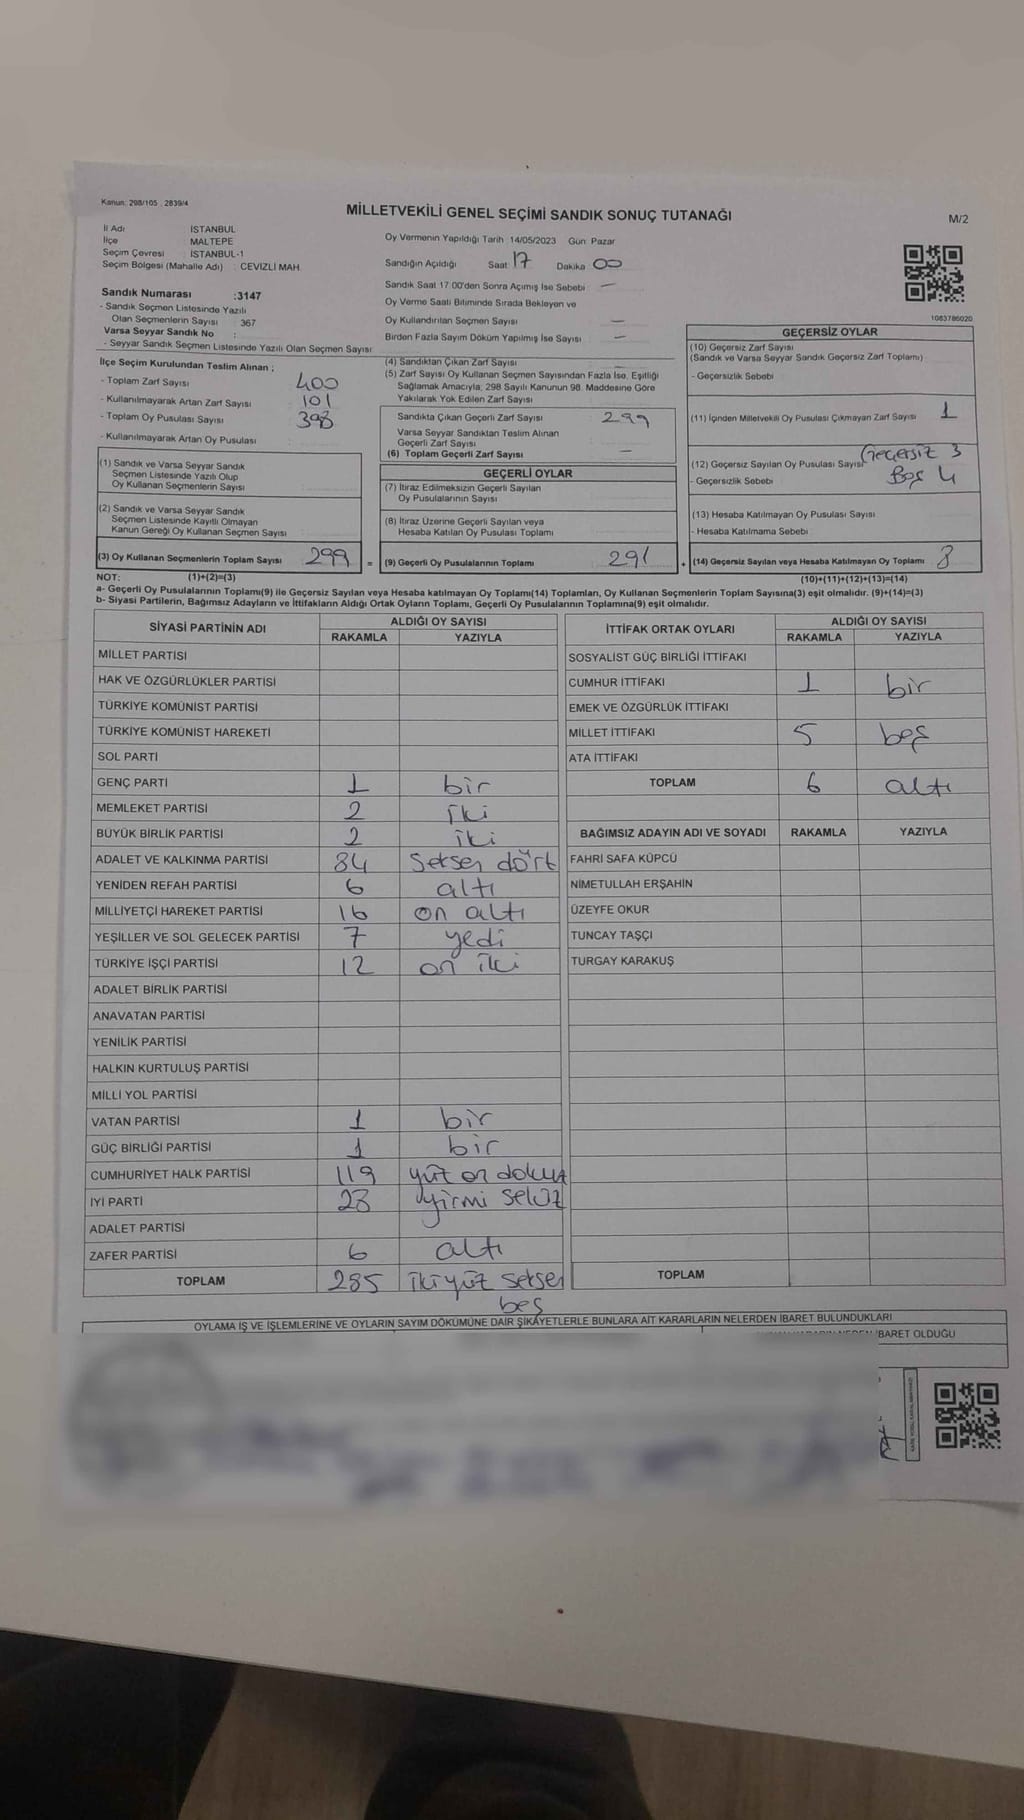 Kanun: 298/105 , 2839/4
MİLLETVEKİLİ GENEL SEÇİMİ SANDIK SONUÇ TUTANAĞI
M/2
İl Adı : İSTANBUL
İlçe : MALTEPE
Seçim Çevresi : İSTANBUL-1
Seçim Bölgesi (Mahalle Adı) : CEVİZLİ MAH.
Sandık Numarası :3147
- Sandık Seçmen Listesinde Yazılı
Olan Seçmenlerin Sayısı : 367
Varsa Seyyar Sandık No :
- Seyyar Sandık Seçmen Listesinde Yazılı Olan Seçmen Sayısı
Oy Vermenin Yapıldığı Tarih : 14/05/2023 Gün: Pazar
Sandığın Açıldığı Saat: 17 Dakika 00
Sandık Saat 17.00'den Sonra Açımış İse Sebebi : —
Oy Verme Saati Bitiminde Sırada Bekleyen ve
Oy Kullandırılan Seçmen Sayısı : —
Birden Fazla Sayım Döküm Yapılmış İse Sayısı : —
1063786020
İlçe Seçim Kurulundan Teslim Alınan ;
- Toplam Zarf Sayısı : 400
- Kullanılmayarak Artan Zarf Sayısı : 101
- Toplam Oy Pusulası Sayısı : 398
- Kullanılmayarak Artan Oy Pusulası :
(1) Sandık ve Varsa Seyyar Sandık
Seçmen Listesinde Yazılı Olup
Oy Kullanan Seçmenlerin Sayısı :
(2) Sandık ve Varsa Seyyar Sandık
Seçmen Listesinde Kayıtlı Olmayan
Kanun Gereği Oy Kullanan Seçmen Sayısı :
(3) Oy Kullanan Seçmenlerin Toplam Sayısı : 299 =
(4) Sandıktan Çıkan Zarf Sayısı :
(5) Zarf Sayısı Oy Kullanan Seçmen Sayısından Fazla İse, Eşitliği
Sağlamak Amacıyla, 298 Sayılı Kanunun 98. Maddesine Göre
Yakılarak Yok Edilen Zarf Sayısı :
Sandıkta Çıkan Geçerli Zarf Sayısı : 299
Varsa Seyyar Sandıktan Teslim Alınan
Geçerli Zarf Sayısı :
(6) Toplam Geçerli Zarf Sayısı : —
GEÇERLİ OYLAR
(7) İtiraz Edilmeksizin Geçerli Sayılan
Oy Pusulalarının Sayısı :
(8) İtiraz Üzerine Geçerli Sayılan veya
Hesaba Katılan Oy Pusulası Toplamı :
(9) Geçerli Oy Pusulalarının Toplamı : 291 +
GEÇERSİZ OYLAR
(10) Geçersiz Zarf Sayısı
(Sandık ve Varsa Seyyar Sandık Geçersiz Zarf Toplamı) :
- Geçersizlik Sebebi :
(11) İçinden Milletvekili Oy Pusulası Çıkmayan Zarf Sayısı : 1
(12) Geçersiz Sayılan Oy Pusulası Sayısı : Geçersiz 3
- Geçersizlik Sebebi : Boş 4
(13) Hesaba Katılmayan Oy Pusulası Sayısı :
- Hesaba Katılmama Sebebi :
(14) Geçersiz Sayılan veya Hesaba Katılmayan Oy Toplamı : 8
NOT: (1)+(2)=(3) (10)+(11)+(12)+(13)=(14)
a- Geçerli Oy Pusulalarının Toplamı(9) ile Geçersiz Sayılan veya Hesaba katılmayan Oy Toplamı(14) Toplamları, Oy Kullanan Seçmenlerin Toplam Sayısına(3) eşit olmalıdır. (9)+(14)=(3)
b- Siyasi Partilerin, Bağımsız Adayların ve İttifakların Aldığı Ortak Oyların Toplamı, Geçerli Oy Pusulalarının Toplamına(9) eşit olmalıdır.
SİYASİ PARTİNİN ADI ALDIĞI OY SAYISI
RAKAMLA YAZIYLA
MİLLET PARTİSİ
HAK VE ÖZGÜRLÜKLER PARTİSİ
TÜRKİYE KOMÜNİST PARTİSİ
TÜRKİYE KOMÜNİST HAREKETİ
SOL PARTİ
GENÇ PARTİ 1 bir
MEMLEKET PARTİSİ 2 iki
BÜYÜK BİRLİK PARTİSİ 2 iki
ADALET VE KALKINMA PARTİSİ 84 Seksen dört
YENİDEN REFAH PARTİSİ 6 altı
MİLLİYETÇİ HAREKET PARTİSİ 16 on altı
YEŞİLLER VE SOL GELECEK PARTİSİ 7 yedi
TÜRKİYE İŞÇİ PARTİSİ 12 on iki
ADALET BİRLİK PARTİSİ
ANAVATAN PARTİSİ
YENİLİK PARTİSİ
HALKIN KURTULUŞ PARTİSİ
MİLLİ YOL PARTİSİ
VATAN PARTİSİ 1 bir
GÜÇ BİRLİĞİ PARTİSİ 1 bir
CUMHURİYET HALK PARTİSİ 119 yüz on dokuz
İYİ PARTİ 28 yirmi sekiz
ADALET PARTİSİ
ZAFER PARTİSİ 6 altı
TOPLAM 285 iki yüz seksen
beş
İTTİFAK ORTAK OYLARI ALDIĞI OY SAYISI
RAKAMLA YAZIYLA
SOSYALİST GÜÇ BİRLİĞİ İTTİFAKI
CUMHUR İTTİFAKI 1 bir
EMEK VE ÖZGÜRLÜK İTTİFAKI
MİLLET İTTİFAKI 5 beş
ATA İTTİFAKI
TOPLAM 6 altı
BAĞIMSIZ ADAYIN ADI VE SOYADI RAKAMLA YAZIYLA
FAHRİ SAFA KÜPCÜ
NİMETULLAH ERŞAHİN
ÜZEYFE OKUR
TUNCAY TAŞÇI
TURGAY KARAKUŞ
TOPLAM
OYLAMA İŞ VE İŞLEMLERİNE VE OYLARIN SAYIM DÖKÜMÜNE DAİR ŞİKAYETLERLE BUNLARA AİT KARARLARIN NELERDEN İBARET BULUNDUKLARI
İBARET OLDUĞU